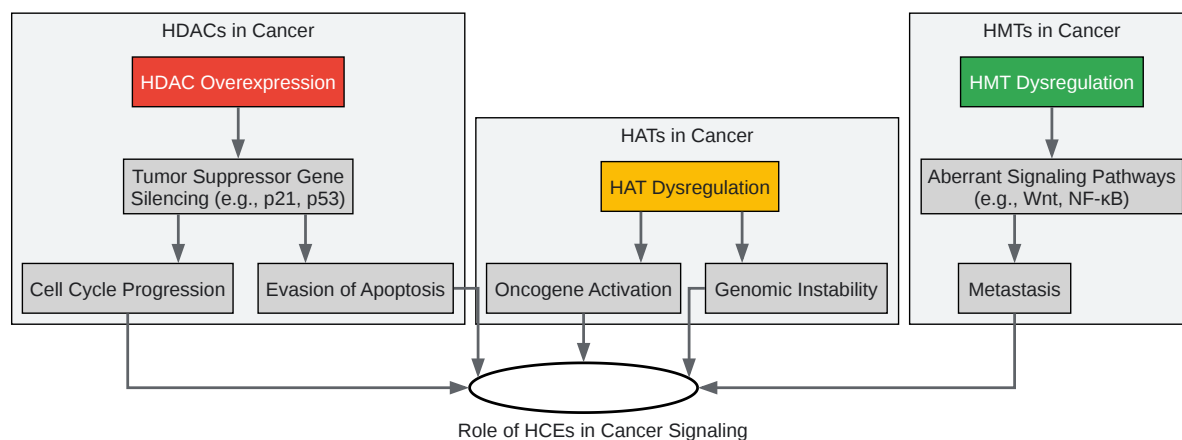 HDACs in Cancer
HDAC Overexpression
Tumor Suppressor Gene
Silencing (e.g., p21, p53)
Cell Cycle Progression
Evasion of Apoptosis
HATs in Cancer
HAT Dysregulation
Oncogene Activation
Genomic Instability
HMTs in Cancer
HMT Dysregulation
Aberrant Signaling Pathways
(e.g., Wnt, NF-κB)
Metastasis
Role of HCEs in Cancer Signaling